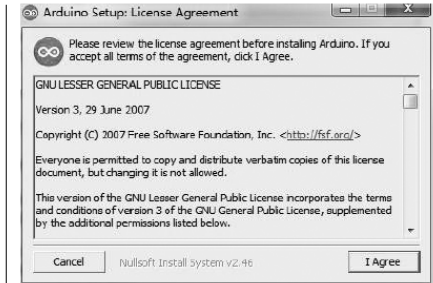 Arduino Setup: License Agreement
Please review the license agreement before installing Arduino. If you
accept all terms of the agreement, click I Agree.
GNU LESSER GENERAL PUBLIC LICENSE
Version 3, 29 June 2007
Copyright (C) 2007 Free Software Foundation, Inc. <http://fsf.org/>
Everyone is permitted to copy and distribute verbatim copies of this license
document, but changing it is not allowed.
This version of the GNU Lesser General Public License incorporates the terms
and conditions of version 3 of the GNU General Public License, supplemented
by the additional permissions listed below.
Cancel
Nullsoft Install System v2.46
I Agree